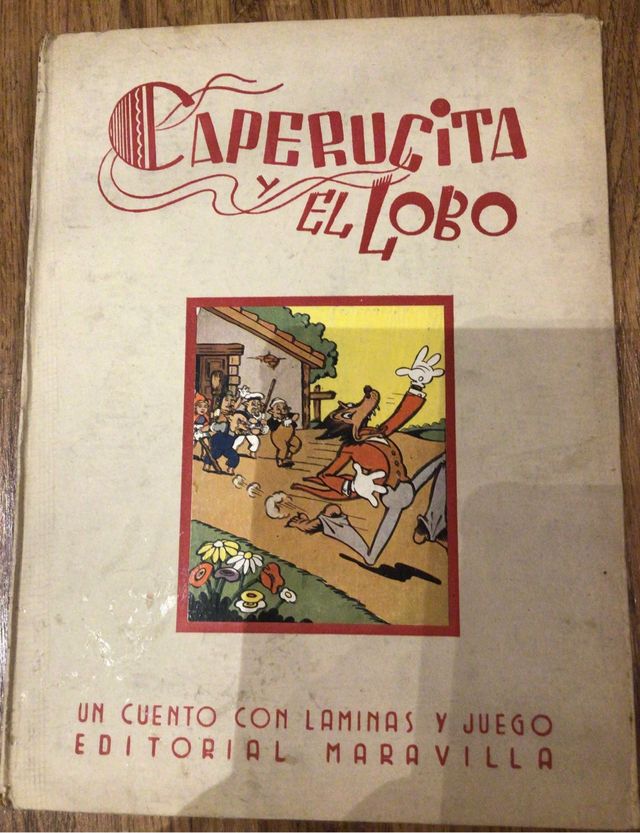 CAPERUCiTA
Y EL LOBO
UN CUENTO CON LAMINAS Y JUEGO
EDITORIAL MARAVILLA